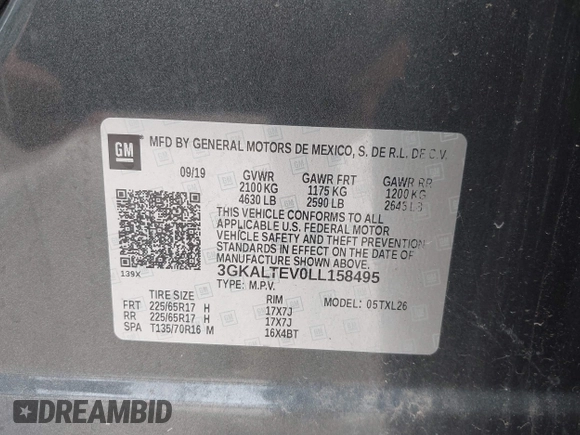 GM MFD BY GENERAL MOTORS DE MEXICO, S. DE R.L. DE C.V.
09/19 GVWR GAWR FRT GAWR RR
2100 KG 1175 KG 1200 KG
4630 LB 2590 LB 2645 LB
THIS VEHICLE CONFORMS TO ALL
APPLICABLE U.S. FEDERAL MOTOR
VEHICLE SAFETY AND THEFT PREVENTION
STANDARDS IN EFFECT ON THE DATE OF
MANUFACTURE SHOWN ABOVE.
139X 3GKALTEV0LL158495
TYPE: M.P.V. MODEL: 05TXL26
TIRE SIZE RIM
FRT 225/65R17 H 17X7J
RR 225/65R17 H 17X7J
SPA T135/70R16 M 16X4BT
DREAMBID